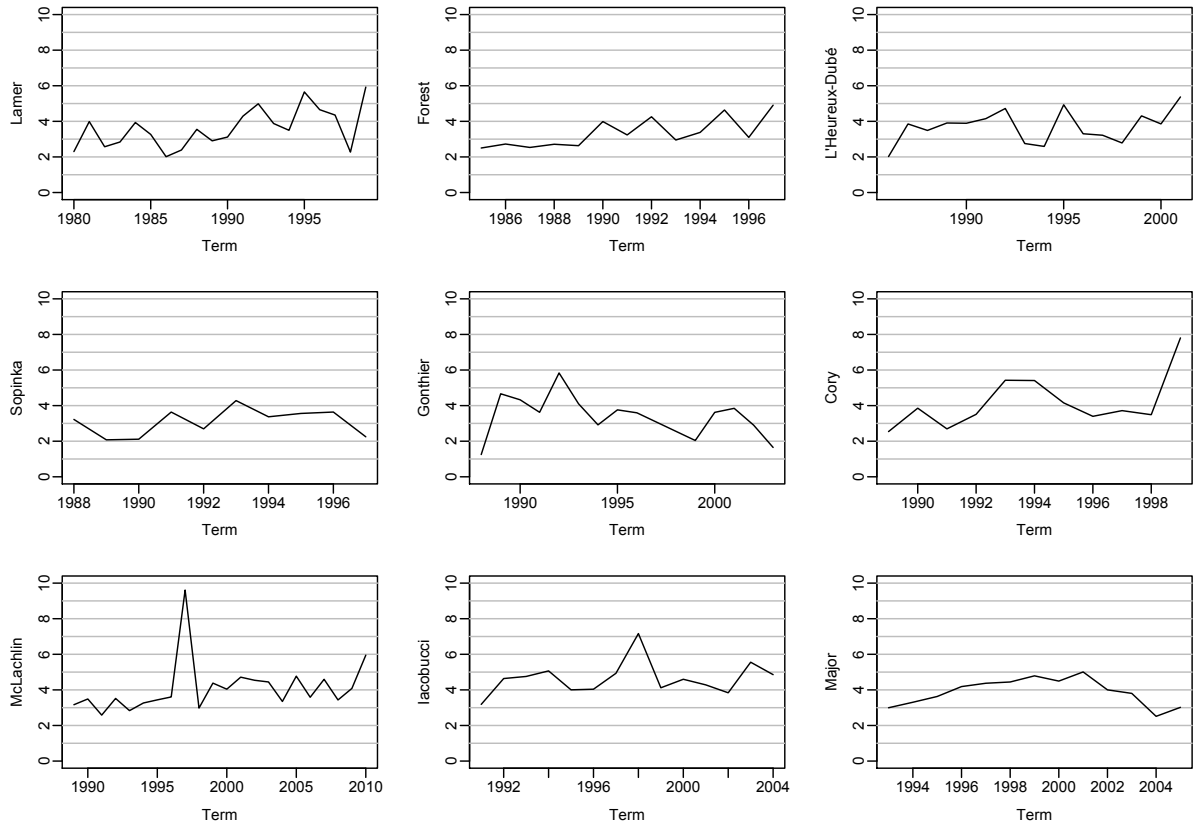 Lamer
0 2 4 6 8 10
1980 1985 1990 1995
Term
Forest
0 2 4 6 8 10
1986 1988 1990 1992 1994 1996
Term
L'Heureux-Dubé
0 2 4 6 8 10
1990 1995 2000
Term
Sopinka
0 2 4 6 8 10
1988 1990 1992 1994 1996
Term
Gonthier
0 2 4 6 8 10
1990 1995 2000
Term
Cory
0 2 4 6 8 10
1990 1992 1994 1996 1998
Term
McLachlin
0 2 4 6 8 10
1990 1995 2000 2005 2010
Term
Iacobucci
0 2 4 6 8 10
1992 1996 2000 2004
Term
Major
0 2 4 6 8 10
1994 1996 1998 2000 2002 2004
Term